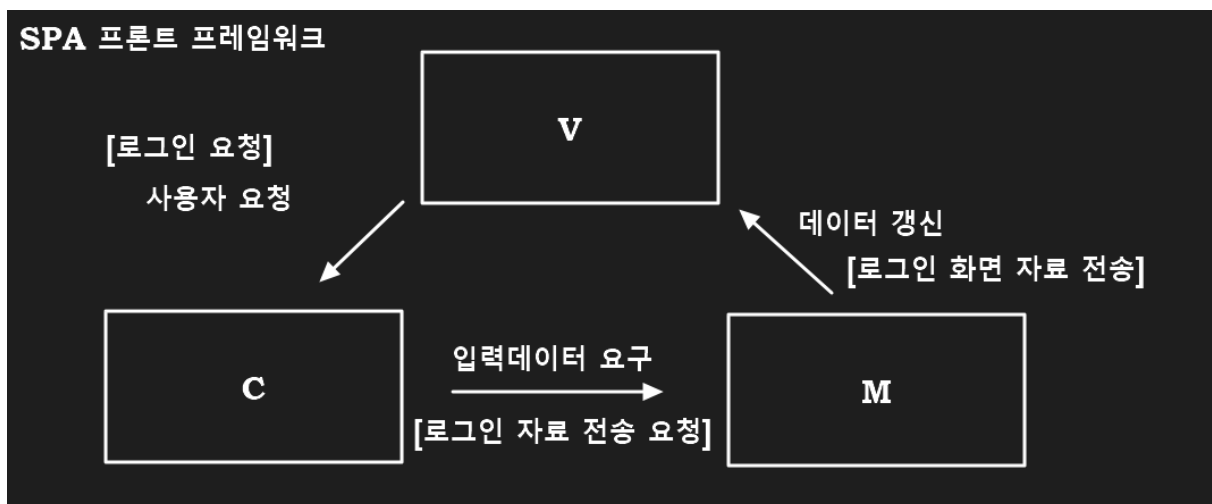 SPA 프론트 프레임워크
V
[로그인 요청]
사용자 요청
데이터 갱신
[로그인 화면 자료 전송]
C
입력데이터 요구
[로그인 자료 전송 요청]
M